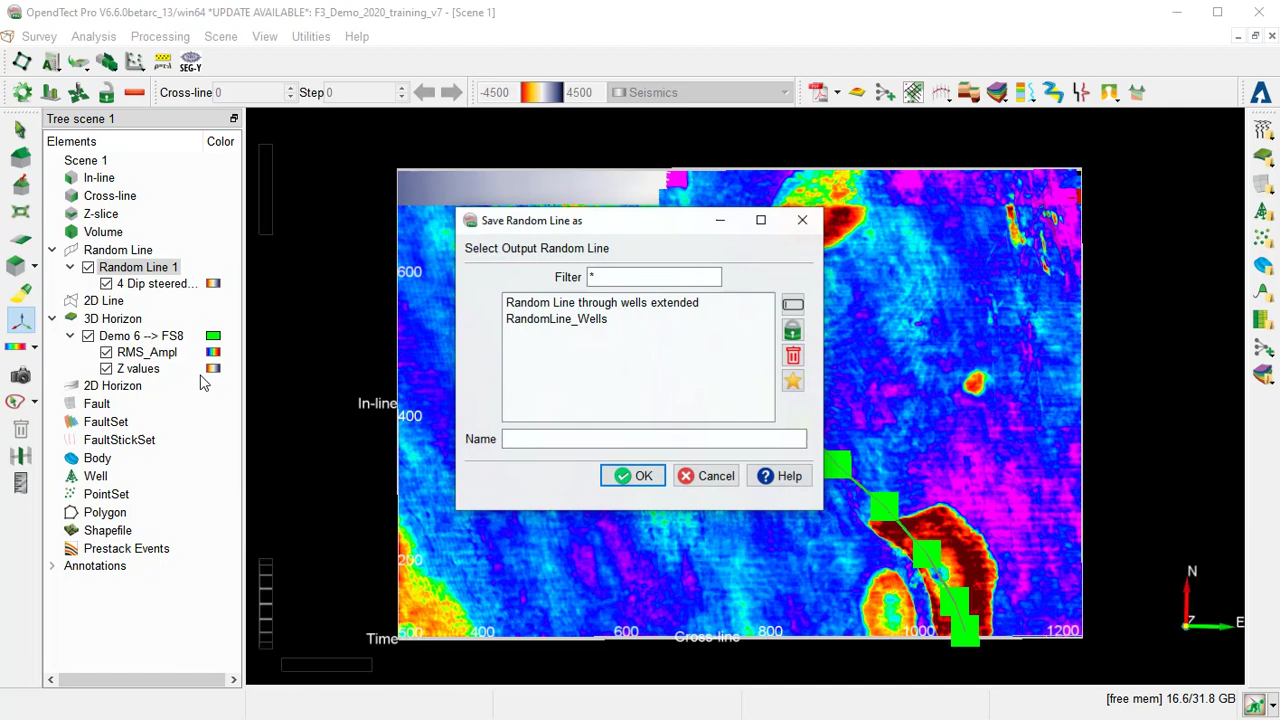 OpendTect Pro V6.6.0betarc_13/win64 *UPDATE AVAILABLE*: F3_Demo_2020_training_v7 - [Scene 1]
Survey Analysis Processing Scene View Utilities Help
SEG-Y
Cross-line 0 Step 0 -4500 4500 Seismics
Tree scene 1
Elements Color
Scene 1
In-line
Cross-line
Z-slice
Volume
Random Line
Random Line 1
4 Dip steered...
2D Line
3D Horizon
Demo 6 --> FS8
RMS_Ampl
Z values
2D Horizon
Fault
FaultSet
FaultStickSet
Body
Well
PointSet
Polygon
Shapefile
Prestack Events
Annotations
Save Random Line as
Select Output Random Line
Filter *
Random Line through wells extended
RandomLine_Wells
Name
OK Cancel Help
600
In-line
400
200
Time
400 600 Cross-line 800 1000 1200
N
Z E
[free mem] 16.6/31.8 GB